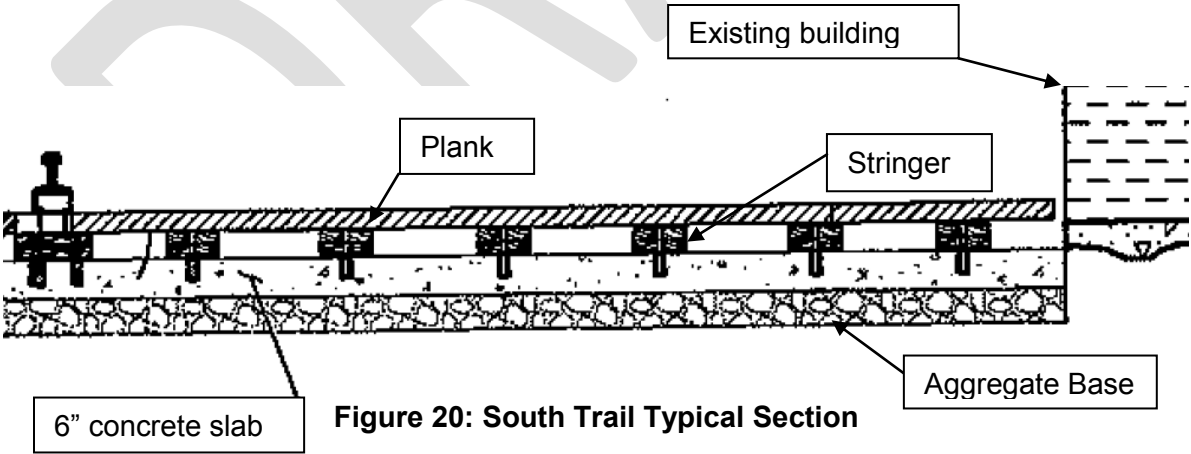 Existing building
Plank
Stringer
Aggregate Base
6” concrete slab
Figure 20: South Trail Typical Section